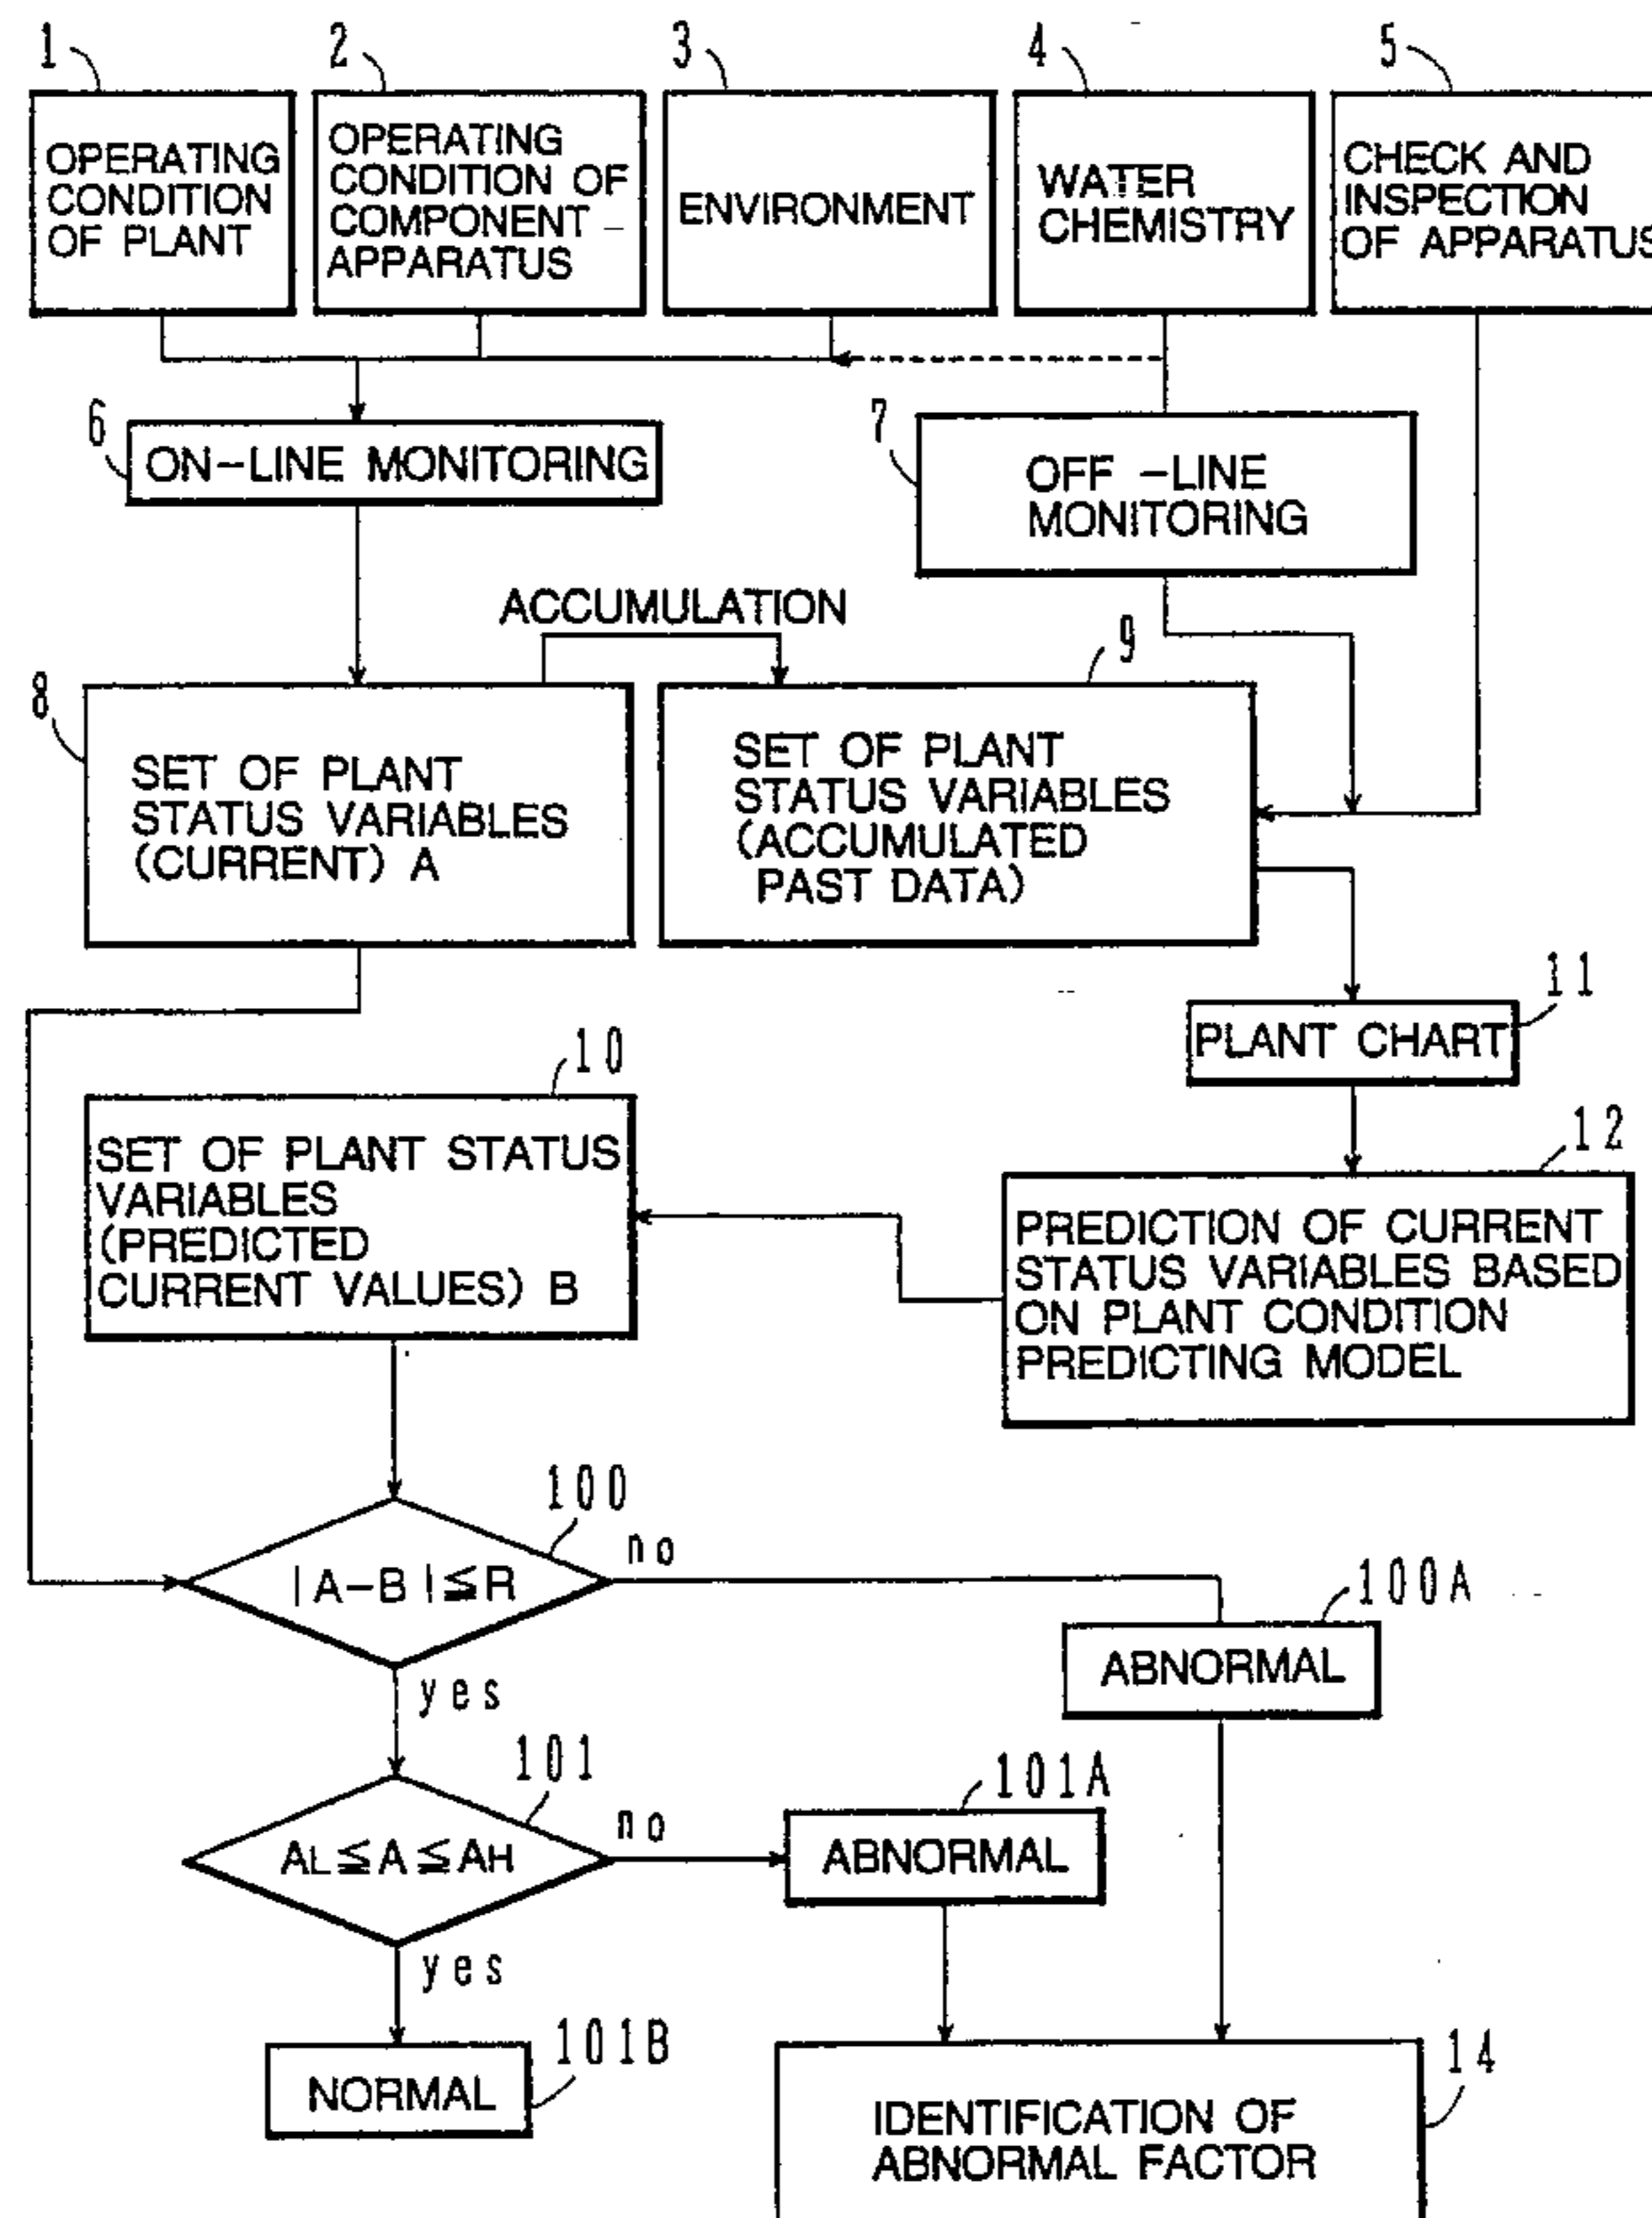 1
2
3
4
5
OPERATING
CONDITION
OF PLANT
OPERATING
CONDITION OF
COMPONENT
APPARATUS
ENVIRONMENT
WATER
CHEMISTRY
CHECK AND
INSPECTION
OF APPARATUS
6
ON-LINE MONITORING
7
OFF -LINE
MONITORING
ACCUMULATION
8
SET OF PLANT
STATUS VARIABLES
(CURRENT) A
9
SET OF PLANT
STATUS VARIABLES
(ACCUMULATED
PAST DATA)
11
PLANT CHART
10
SET OF PLANT STATUS
VARIABLES
(PREDICTED
CURRENT VALUES) B
12
PREDICTION OF CURRENT
STATUS VARIABLES BASED
ON PLANT CONDITION
PREDICTING MODEL
100
|A-B|≦R
no
yes
100A
ABNORMAL
101
AL≦A≦AH
no
yes
101A
ABNORMAL
101B
NORMAL
14
IDENTIFICATION OF
ABNORMAL FACTOR